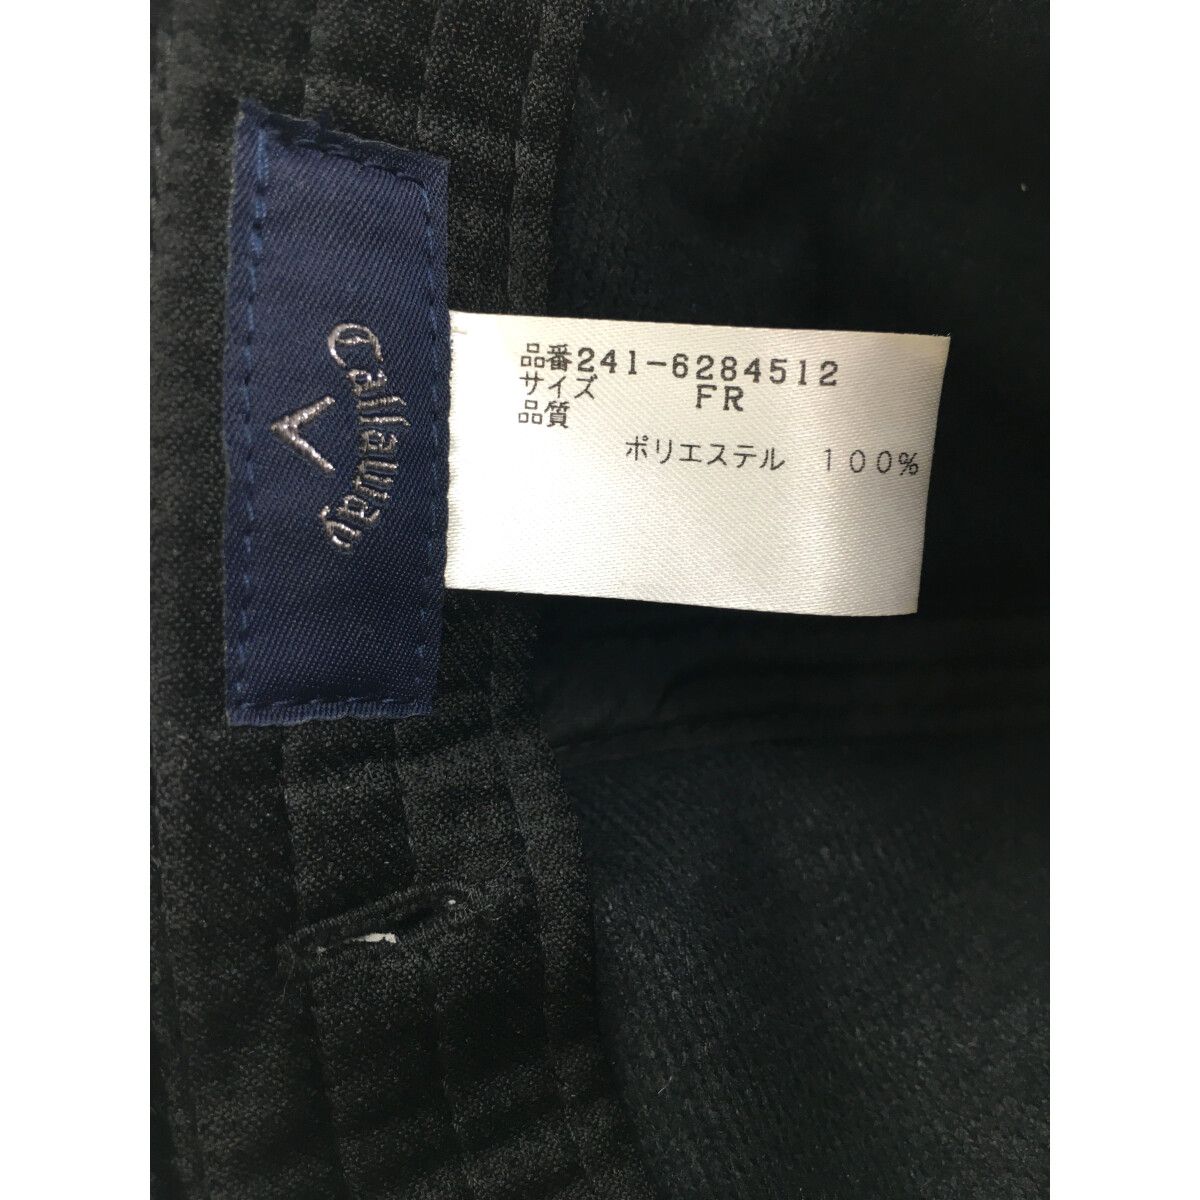 Callaway
品番241-6284512
サイズ FR
品質
ポリエステル 100%